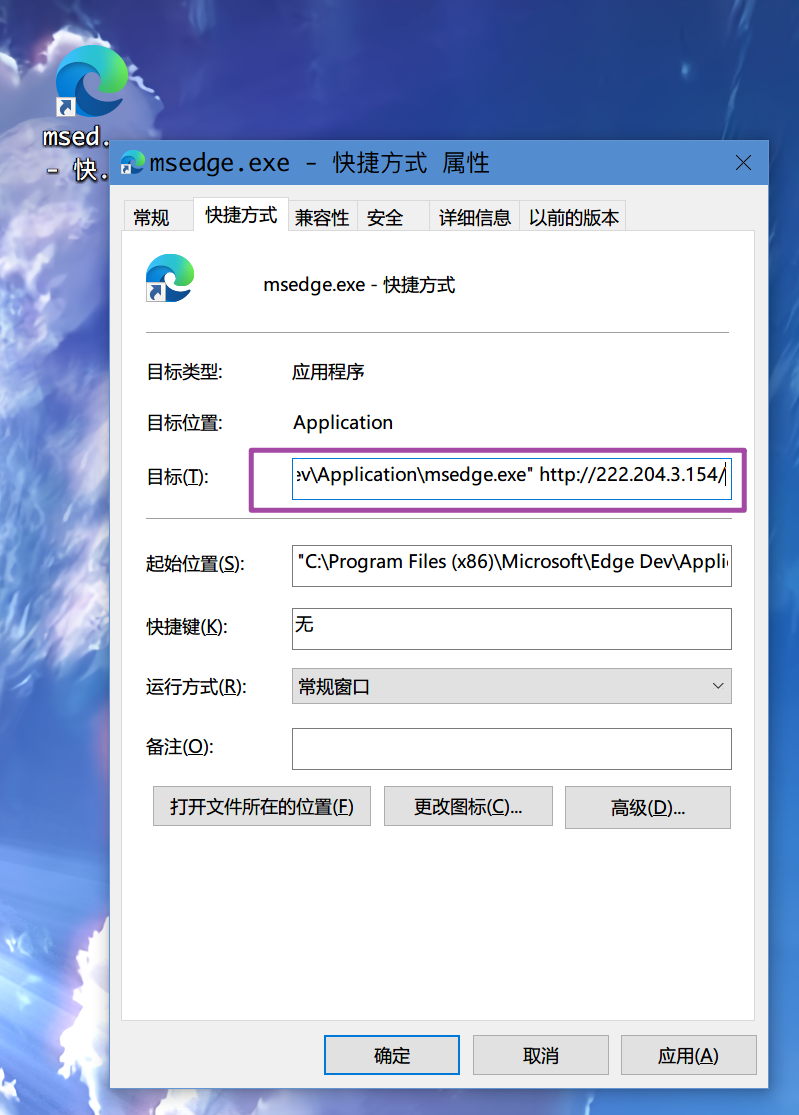 msed.
- 快.
msedge.exe - 快捷方式 属性
常规 快捷方式 兼容性 安全 详细信息 以前的版本
msedge.exe - 快捷方式
目标类型: 应用程序
目标位置: Application
目标(T): ev\Application\msedge.exe" http://222.204.3.154/
起始位置(S): "C:\Program Files (x86)\Microsoft\Edge Dev\Appli
快捷键(K): 无
运行方式(R): 常规窗口
备注(O):
打开文件所在的位置(F) 更改图标(C)... 高级(D)...
确定 取消 应用(A)